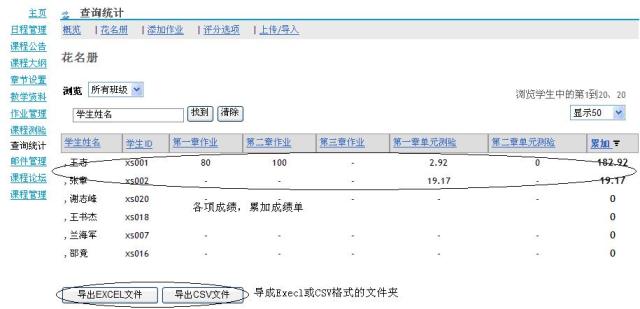 主页
日程管理
课程公告
课程大纲
章节设置
教学资料
作业管理
课程测验
查询统计
邮件管理
课程论坛
课程管理
查询统计
概览 | 花名册 | 添加作业 | 评分选项 | 上传/导入
花名册
浏览 所有班级
浏览学生中的第1到20、20
学生姓名 找到 清除
显示50
学生姓名 学生ID 第一章作业 第二章作业 第三章作业 第一章单元测验 第二章单元测验 累加
, 王志 xs001 80 100 - 2.92 0 182.92
, 张章 xs002 - - - 19.17 - 19.17
, 谢志峰 xs020 - - - - - 0
各项成绩，累加成绩单
, 王书杰 xs018 - - - - - 0
, 兰海军 xs007 - - - - - 0
, 邵竟 xs016 - - - - - 0
导出EXCEL文件 导出CSV文件 导成Execl或CSV格式的文件夹